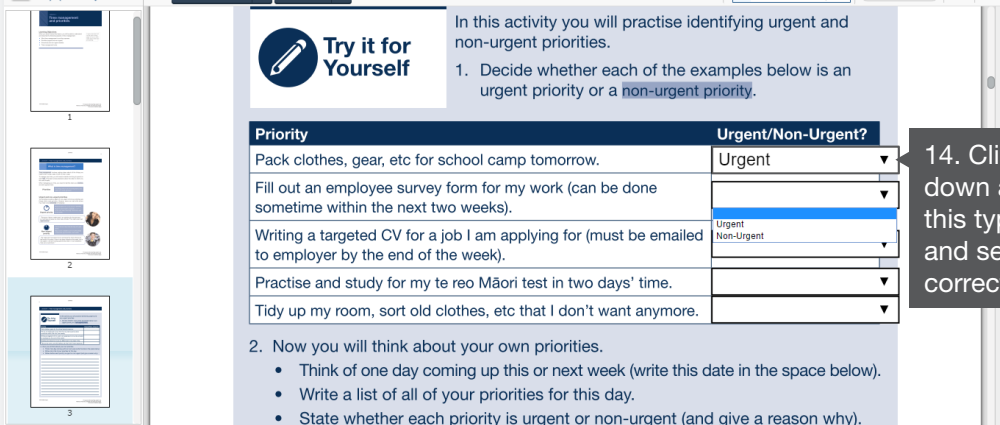 In this activity you will practise identifying urgent and
non-urgent priorities.
Try it for
Yourself
1. Decide whether each of the examples below is an
urgent priority or a non-urgent priority.
Priority Urgent/Non-Urgent?
Pack clothes, gear, etc for school camp tomorrow. Urgent
Fill out an employee survey form for my work (can be done
sometime within the next two weeks).
Urgent
Non-Urgent
Writing a targeted CV for a job I am applying for (must be emailed
to employer by the end of the week).
Practise and study for my te reo Māori test in two days’ time.
Tidy up my room, sort old clothes, etc that I don’t want anymore.
2. Now you will think about your own priorities.
• Think of one day coming up this or next week (write this date in the space below).
• Write a list of all of your priorities for this day.
• State whether each priority is urgent or non-urgent (and give a reason why).
14. Cli
down a
this typ
and se
correc
1
2
3